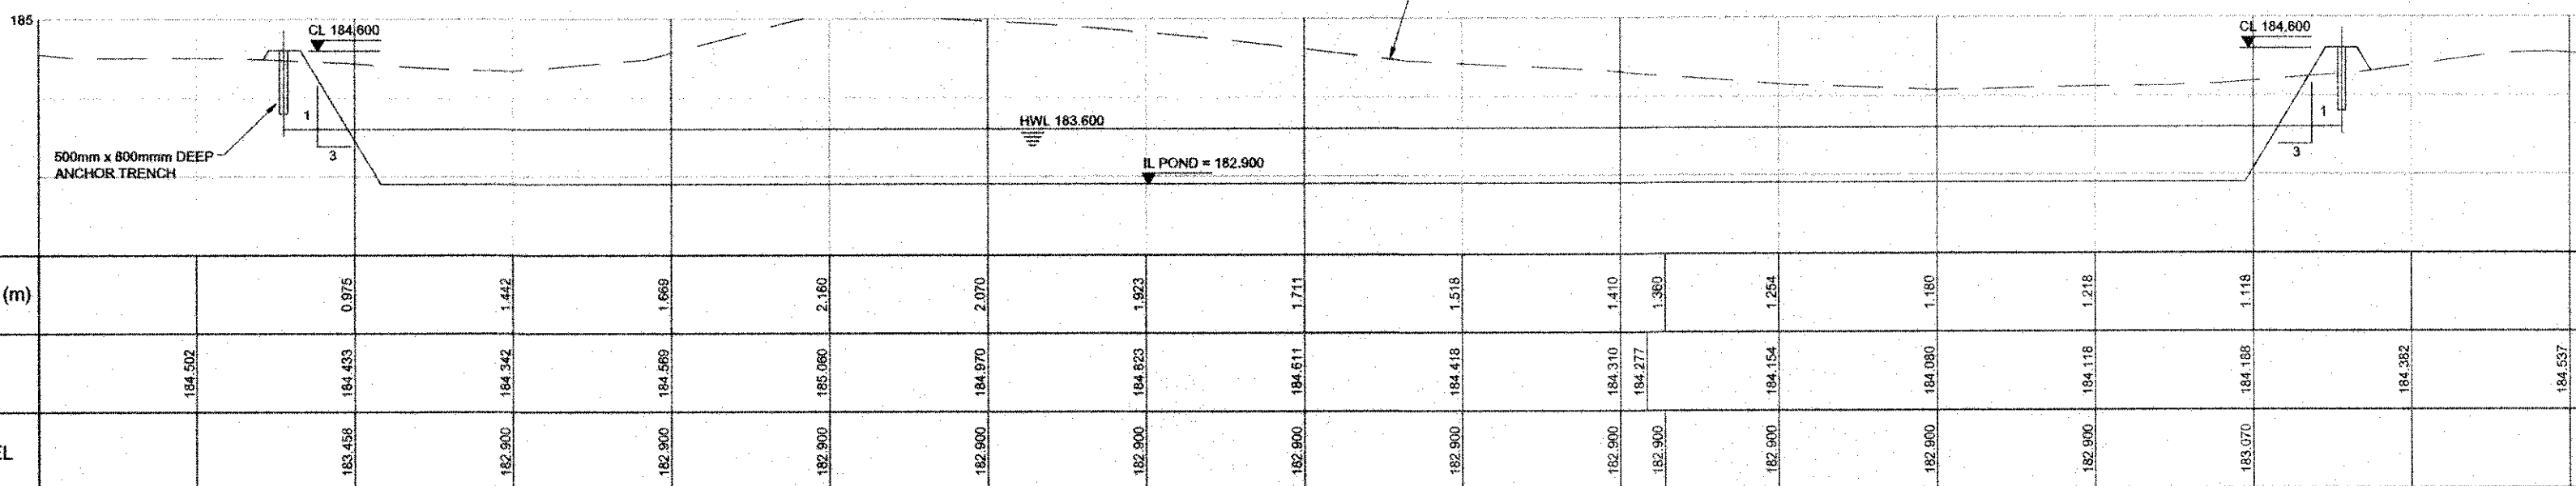 185
CL 184.600
CL 184.600
HWL 183.600
1
1
3
3
500mm x 800mmm DEEP
ANCHOR TRENCH
IL POND = 182.900
(m)
0.975 1.442 1.669 2.160 2.070 1.923 1.711 1.518 1.410 1.360 1.254 1.180 1.218 1.118
184.502 184.433 184.342 184.569 185.060 184.970 184.823 184.611 184.418 184.310 184.277 184.154 184.080 184.118 184.188 184.382 184.537
EL
183.458 182.900 182.900 182.900 182.900 182.900 182.900 182.900 182.900 182.900 182.900 182.900 182.900 183.070